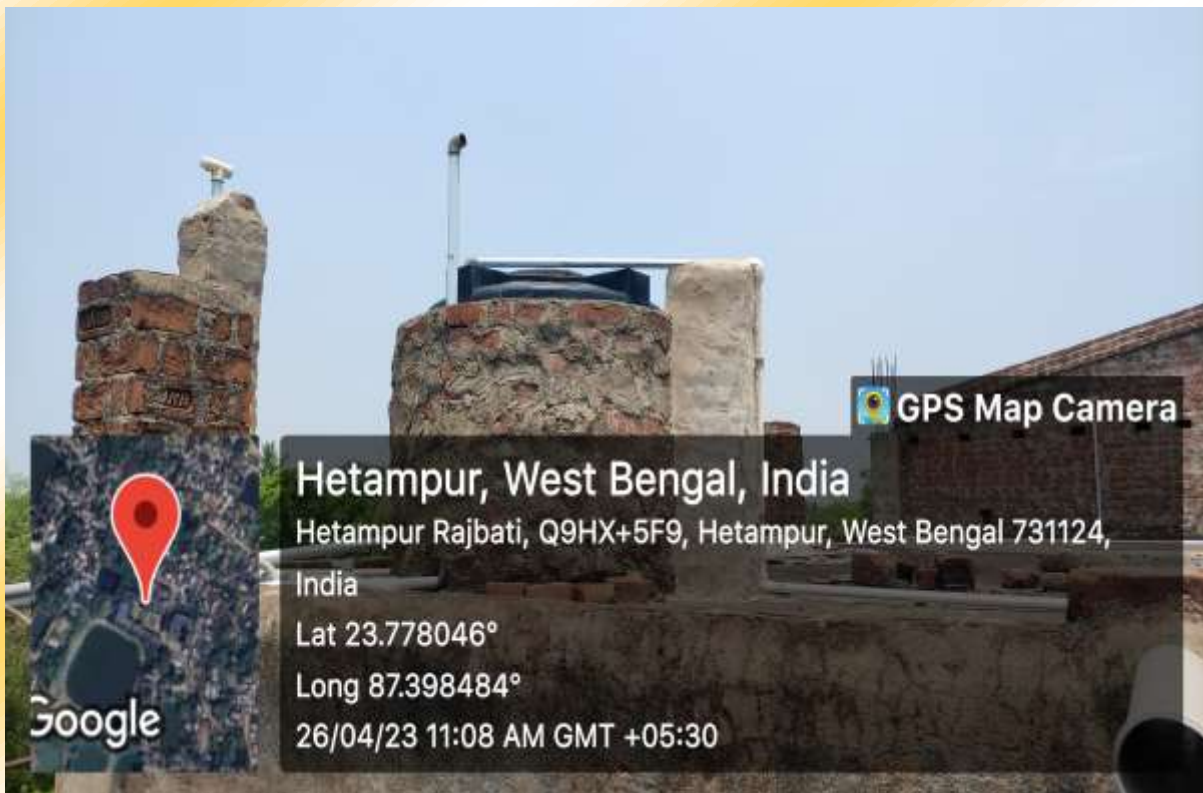 GPS Map Camera
Hetampur, West Bengal, India
Hetampur Rajbati, Q9HX+5F9, Hetampur, West Bengal 731124,
India
Lat 23.778046°
Long 87.398484°
26/04/23 11:08 AM GMT +05:30
Google